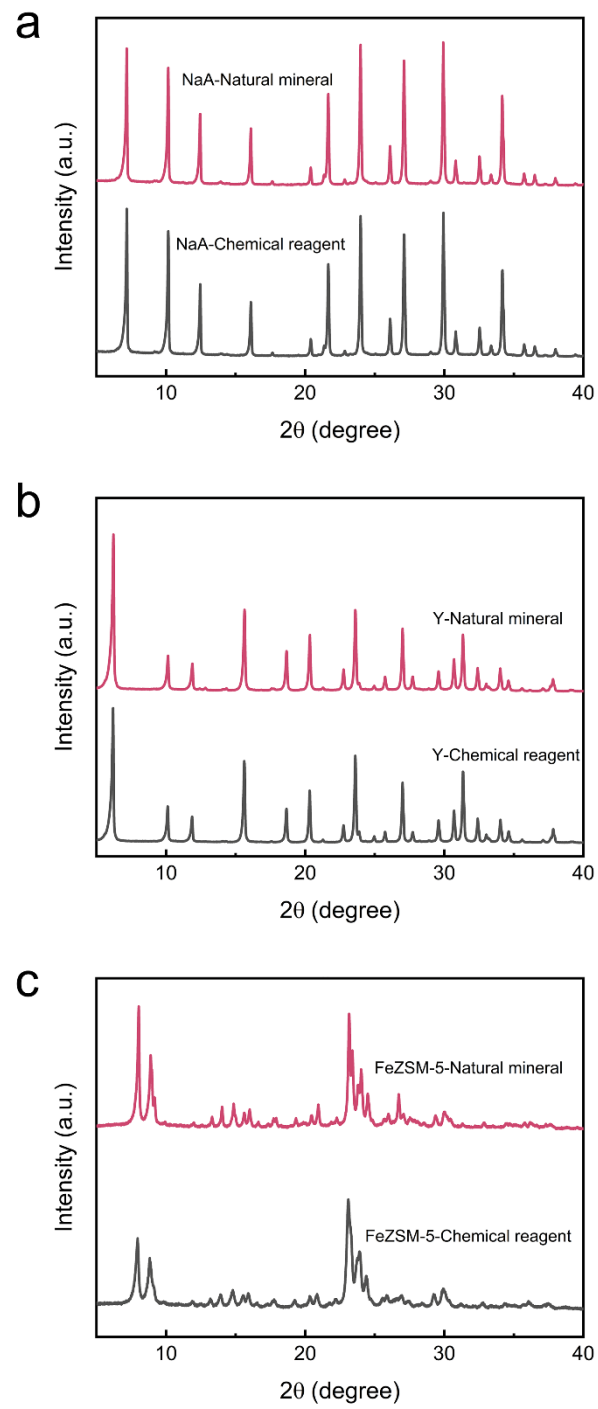 a
NaA-Natural mineral
NaA-Chemical reagent
Intensity (a.u.)
10 20 30 40
2θ (degree)
b
Y-Natural mineral
Y-Chemical reagent
Intensity (a.u.)
10 20 30 40
2θ (degree)
c
FeZSM-5-Natural mineral
FeZSM-5-Chemical reagent
Intensity (a.u.)
10 20 30 40
2θ (degree)